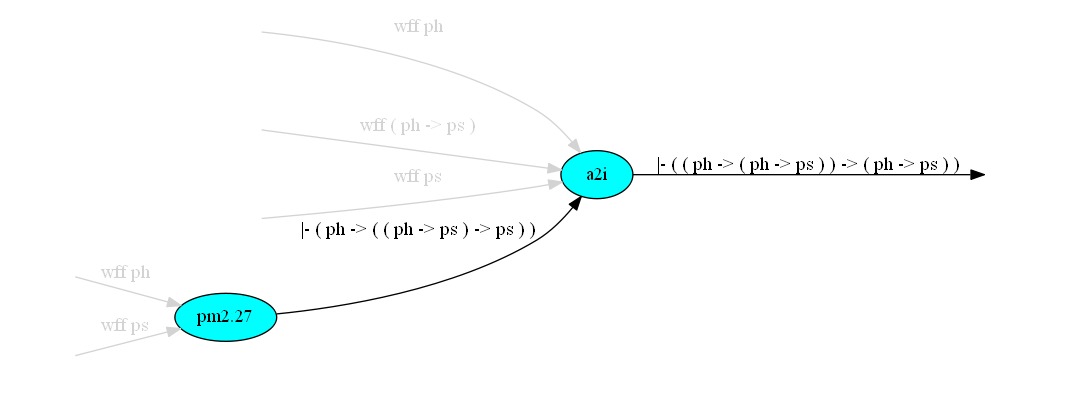 wff ph
wff ( ph -> ps )
a2i
|- ( ( ph -> ( ph -> ps ) ) -> ( ph -> ps ) )
wff ps
|- ( ph -> ( ( ph -> ps ) -> ps ) )
wff ph
pm2.27
wff ps